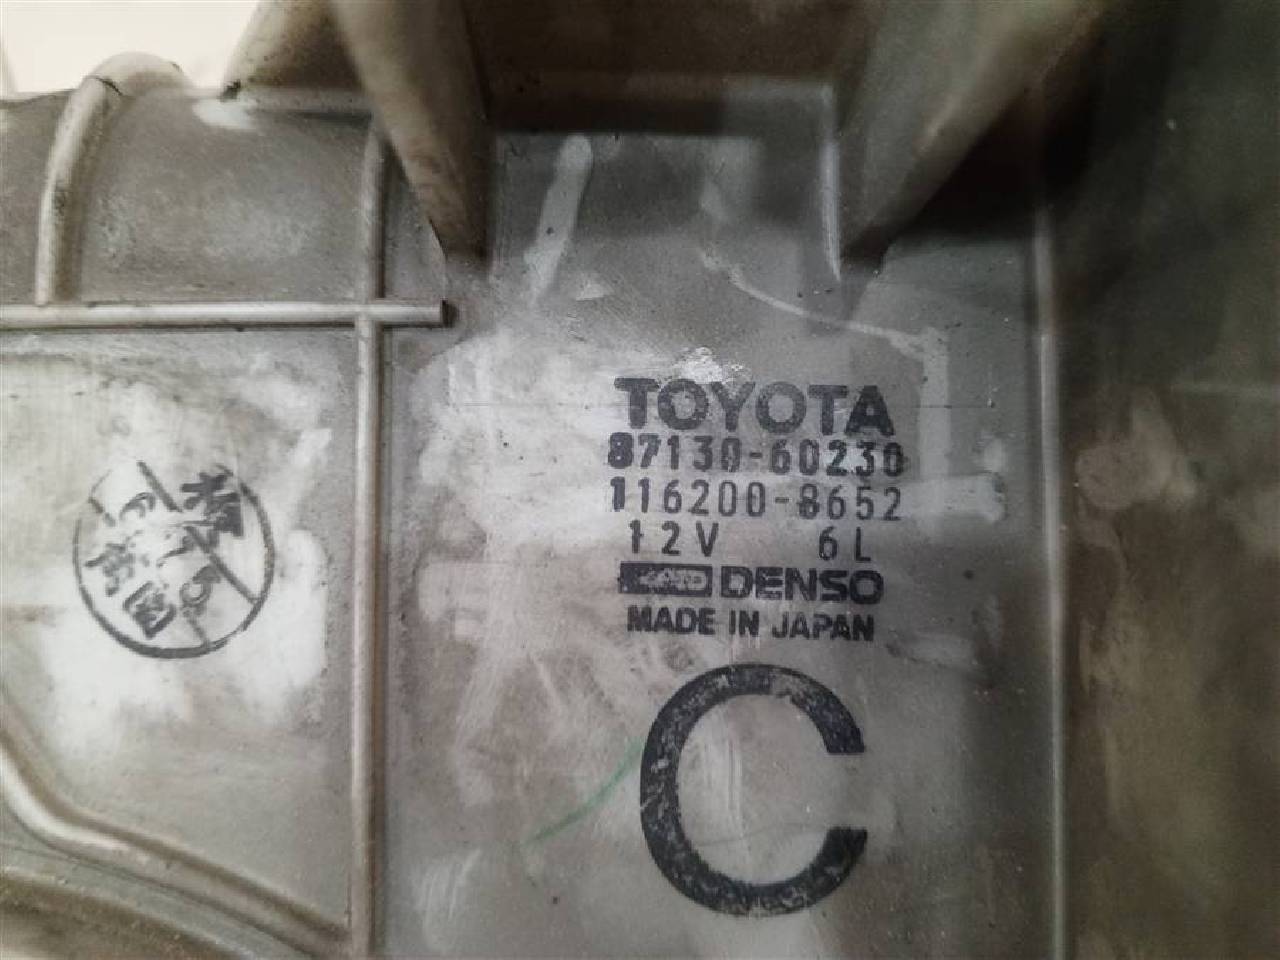 TOYOTA
87130-60230
116200-8652
12V 6L
DENSO
MADE IN JAPAN
C